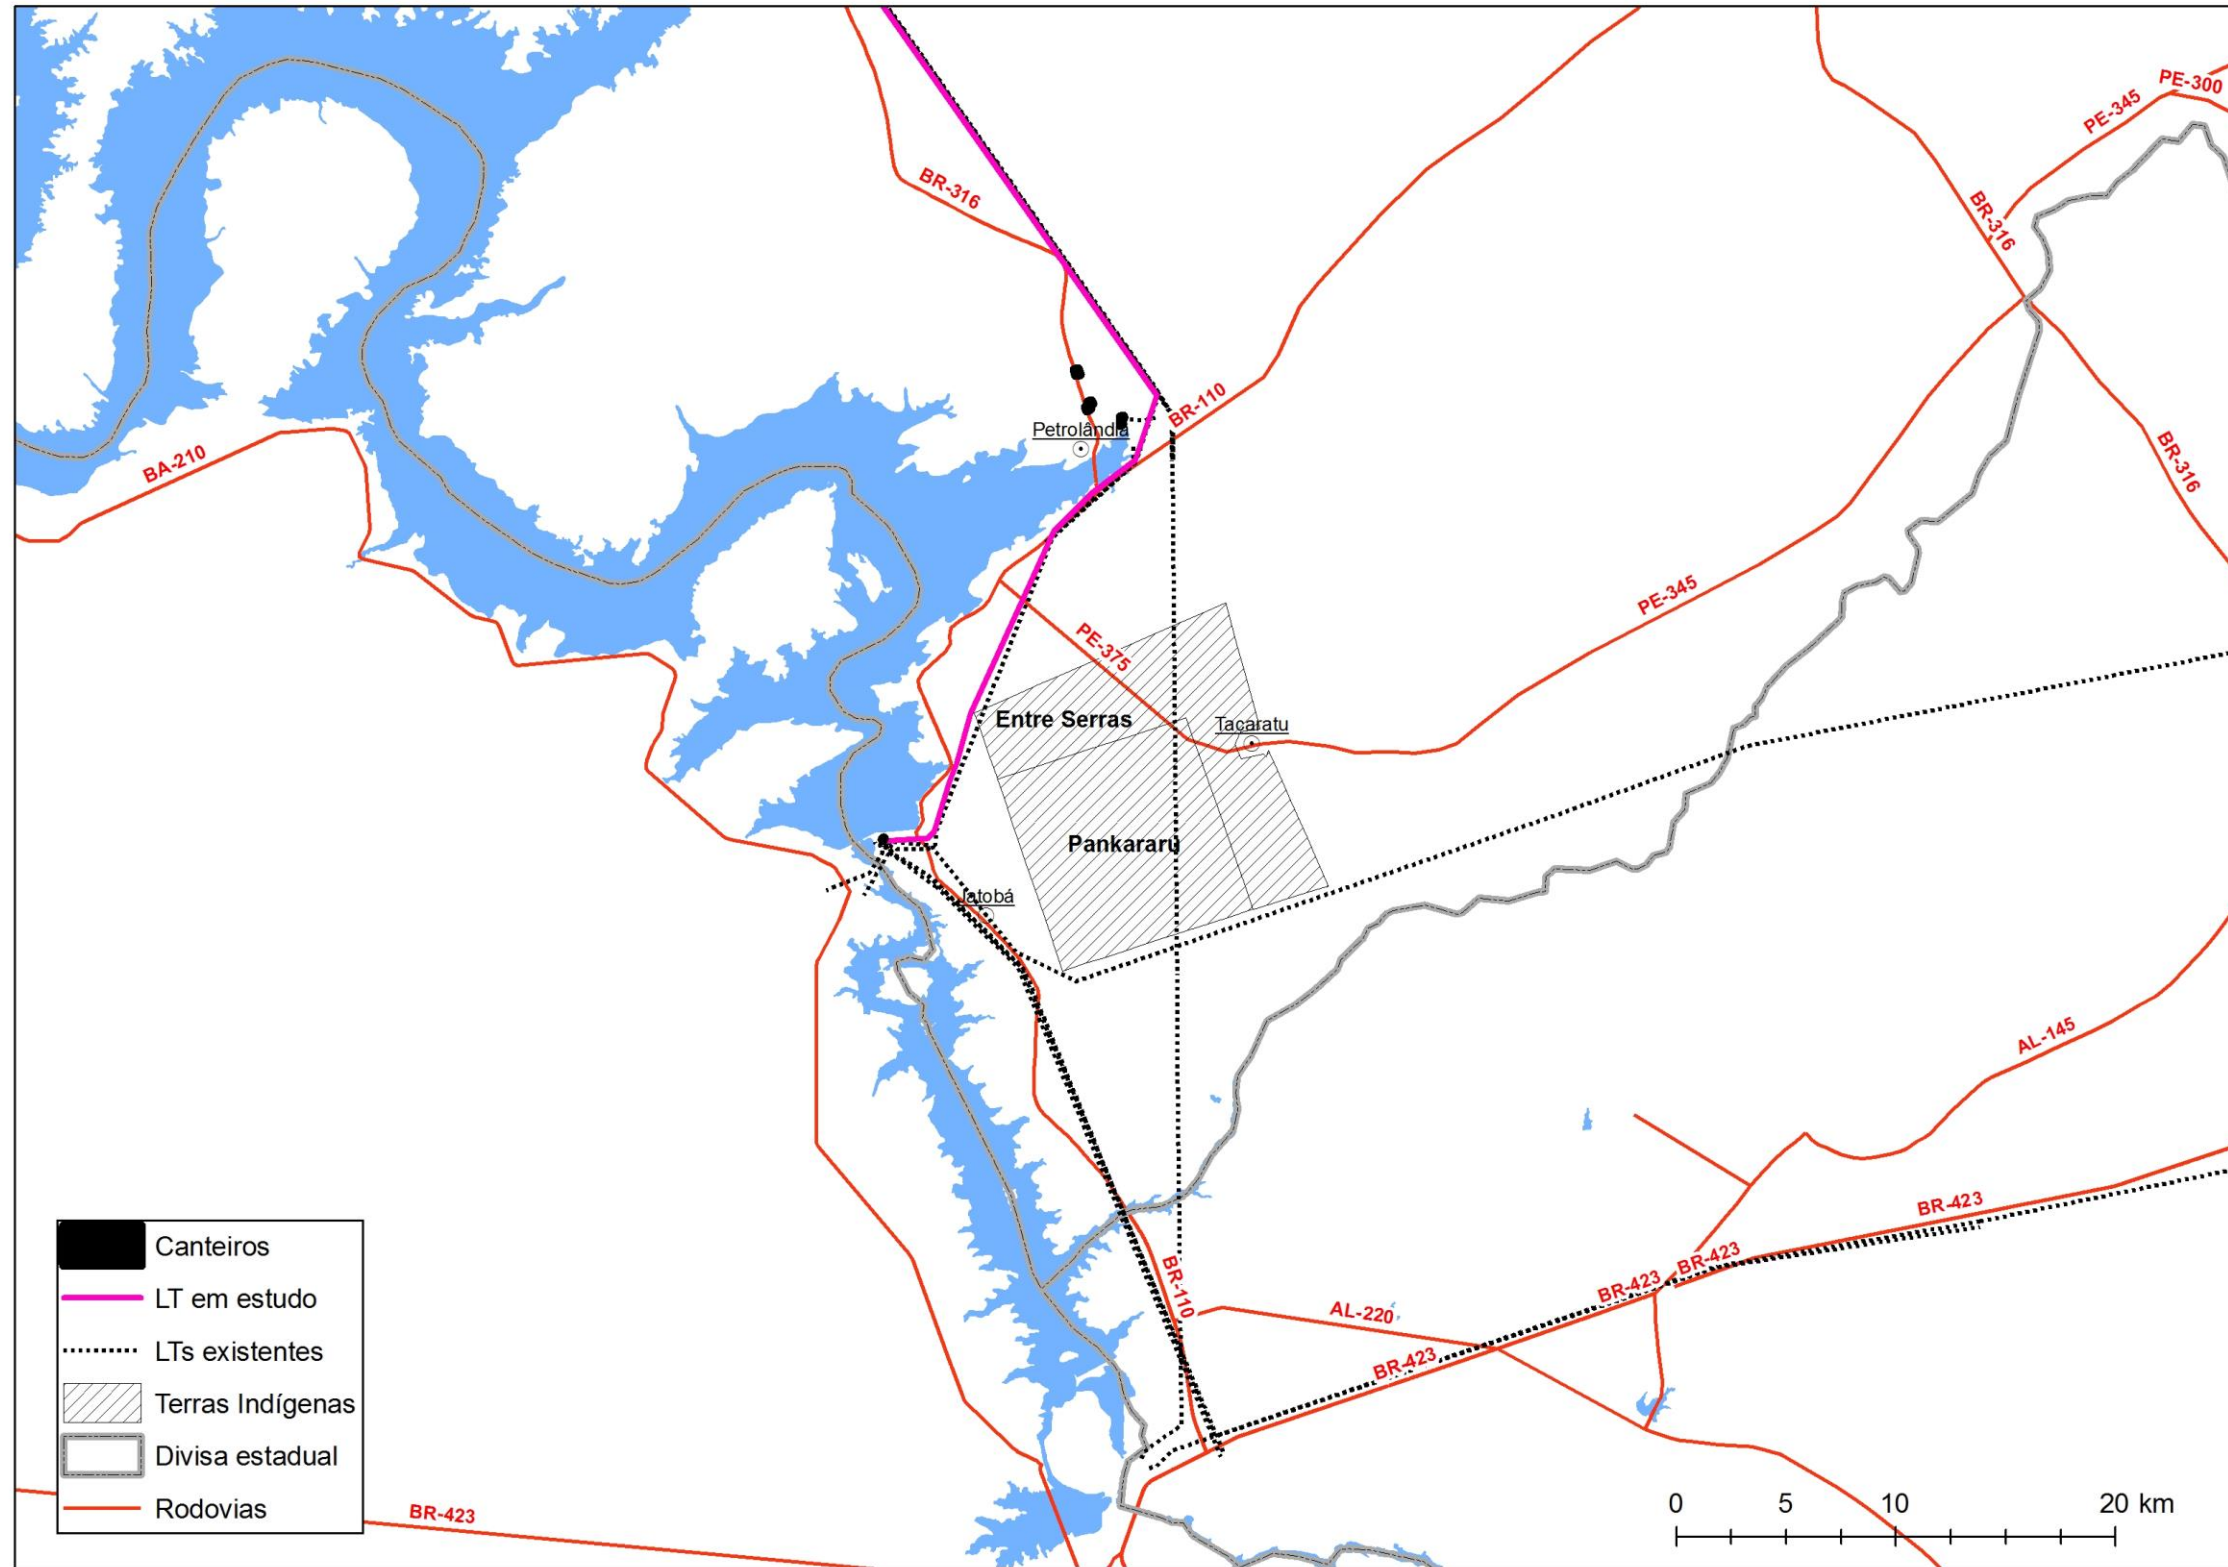 PE-300
PE-345
BR-316
BR-316
BR-110
Petrolândia
BA-210
BR-316
PE-345
PE-375
Entre Serras
Tacaratu
Pankararu
Jatobá
AL-145
BR-423
BR-423
BR-423
BR-110
AL-220
BR-423
BR-423
Canteiros
LT em estudo
LTs existentes
Terras Indígenas
Divisa estadual
Rodovias
0 5 10 20 km